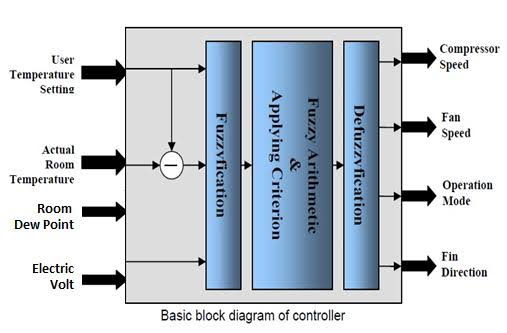 User
Temperature
Setting
Actual
Room
Temperature
Room
Dew Point
Electric
Volt
−
Fuzzyfication
Fuzzy Arithmetic
&
Applying Criterion
Defuzzyfication
Compressor
Speed
Fan
Speed
Operation
Mode
Fin
Direction
Basic block diagram of controller